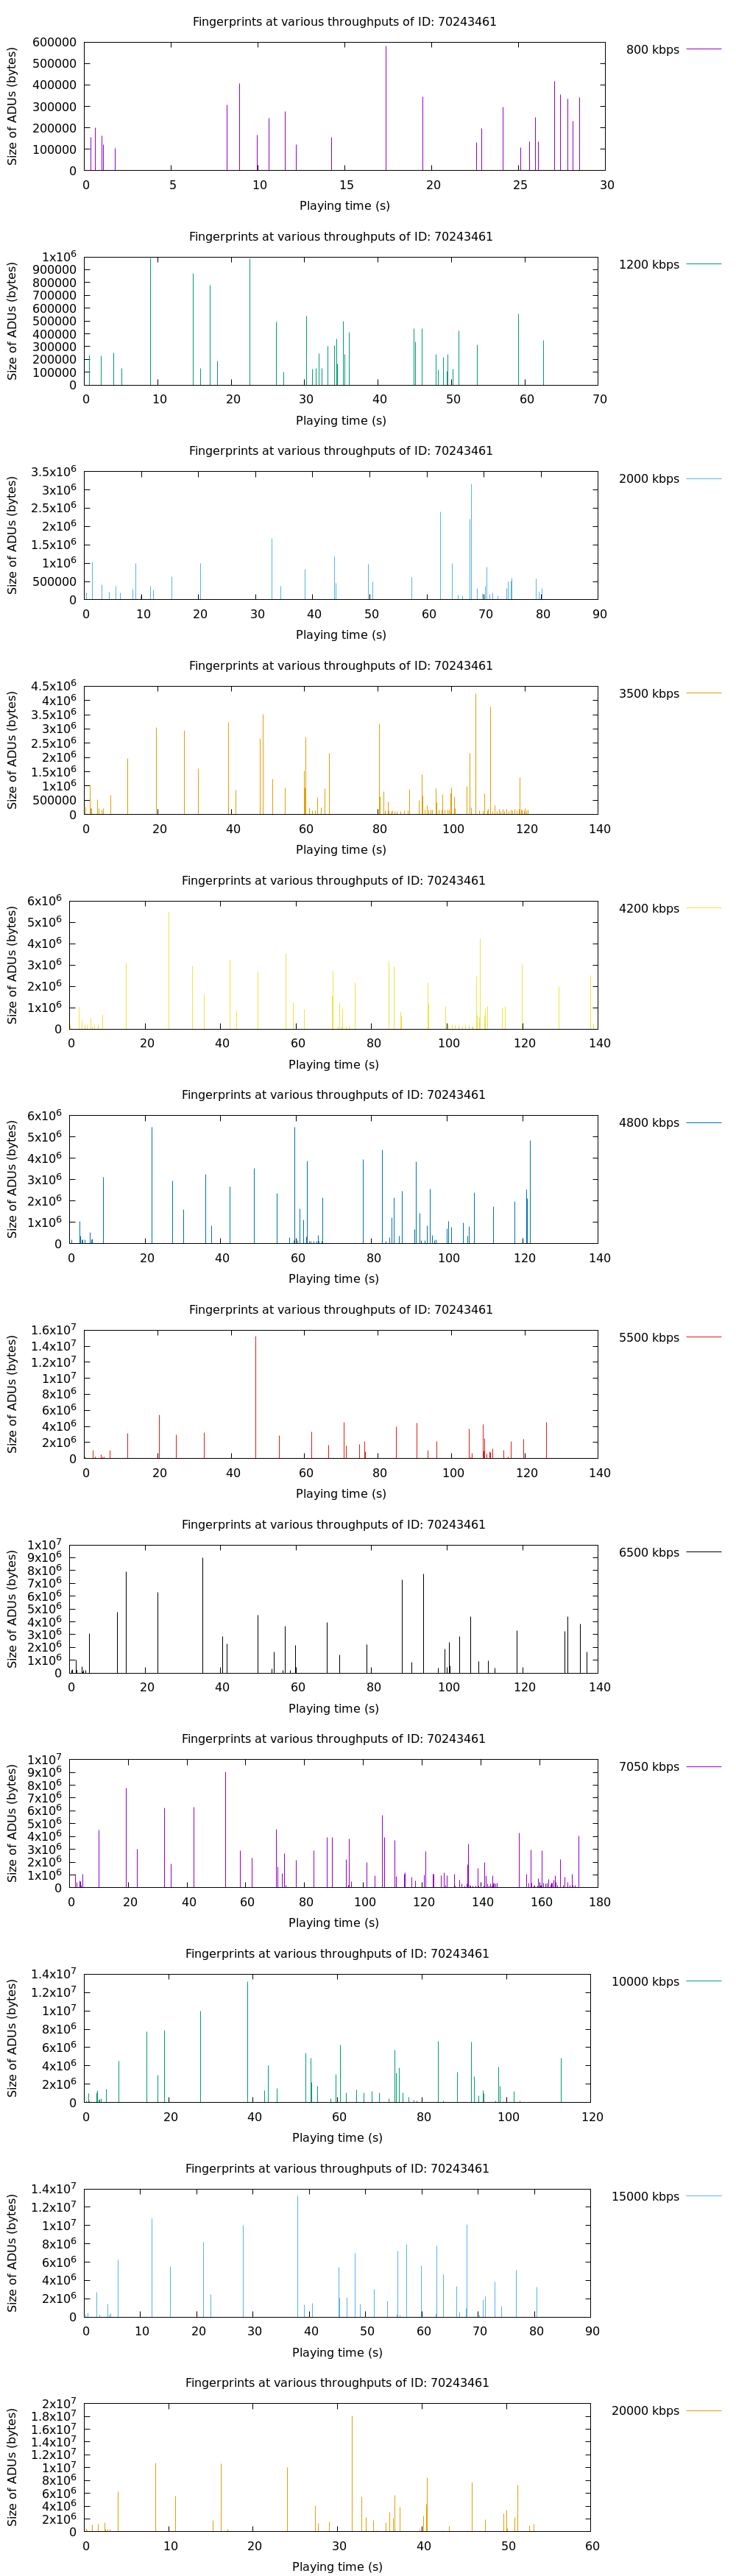 Fingerprints at various throughputs of ID: 70243461
600000
500000
400000
300000
200000
100000
0
Size of ADUs (bytes)
800 kbps
0 5 10 15 20 25 30
Playing time (s)
Fingerprints at various throughputs of ID: 70243461
1x10^6
900000
800000
700000
600000
500000
400000
300000
200000
100000
0
Size of ADUs (bytes)
1200 kbps
0 10 20 30 40 50 60 70
Playing time (s)
Fingerprints at various throughputs of ID: 70243461
3.5x10^6
3x10^6
2.5x10^6
2x10^6
1.5x10^6
1x10^6
500000
0
Size of ADUs (bytes)
2000 kbps
0 10 20 30 40 50 60 70 80 90
Playing time (s)
Fingerprints at various throughputs of ID: 70243461
4.5x10^6
4x10^6
3.5x10^6
3x10^6
2.5x10^6
2x10^6
1.5x10^6
1x10^6
500000
0
Size of ADUs (bytes)
3500 kbps
0 20 40 60 80 100 120 140
Playing time (s)
Fingerprints at various throughputs of ID: 70243461
6x10^6
5x10^6
4x10^6
3x10^6
2x10^6
1x10^6
0
Size of ADUs (bytes)
4200 kbps
0 20 40 60 80 100 120 140
Playing time (s)
Fingerprints at various throughputs of ID: 70243461
6x10^6
5x10^6
4x10^6
3x10^6
2x10^6
1x10^6
0
Size of ADUs (bytes)
4800 kbps
0 20 40 60 80 100 120 140
Playing time (s)
Fingerprints at various throughputs of ID: 70243461
1.6x10^7
1.4x10^7
1.2x10^7
1x10^7
8x10^6
6x10^6
4x10^6
2x10^6
0
Size of ADUs (bytes)
5500 kbps
0 20 40 60 80 100 120 140
Playing time (s)
Fingerprints at various throughputs of ID: 70243461
1x10^7
9x10^6
8x10^6
7x10^6
6x10^6
5x10^6
4x10^6
3x10^6
2x10^6
1x10^6
0
Size of ADUs (bytes)
6500 kbps
0 20 40 60 80 100 120 140
Playing time (s)
Fingerprints at various throughputs of ID: 70243461
1x10^7
9x10^6
8x10^6
7x10^6
6x10^6
5x10^6
4x10^6
3x10^6
2x10^6
1x10^6
0
Size of ADUs (bytes)
7050 kbps
0 20 40 60 80 100 120 140 160 180
Playing time (s)
Fingerprints at various throughputs of ID: 70243461
1.4x10^7
1.2x10^7
1x10^7
8x10^6
6x10^6
4x10^6
2x10^6
0
Size of ADUs (bytes)
10000 kbps
0 20 40 60 80 100 120
Playing time (s)
Fingerprints at various throughputs of ID: 70243461
1.4x10^7
1.2x10^7
1x10^7
8x10^6
6x10^6
4x10^6
2x10^6
0
Size of ADUs (bytes)
15000 kbps
0 10 20 30 40 50 60 70 80 90
Playing time (s)
Fingerprints at various throughputs of ID: 70243461
2x10^7
1.8x10^7
1.6x10^7
1.4x10^7
1.2x10^7
1x10^7
8x10^6
6x10^6
4x10^6
2x10^6
0
Size of ADUs (bytes)
20000 kbps
0 10 20 30 40 50 60
Playing time (s)